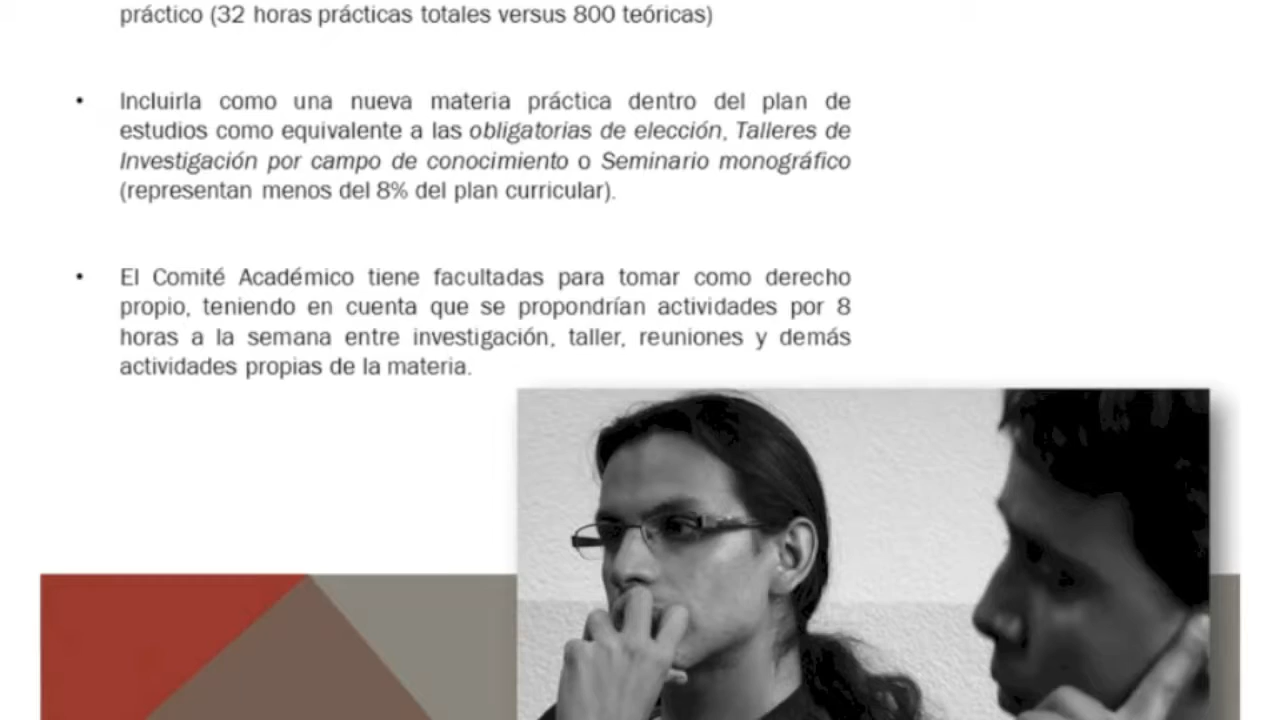 práctico (32 horas prácticas totales versus 800 teóricas)
• Incluirla como una nueva materia práctica dentro del plan de
estudios como equivalente a las obligatorias de elección, Talleres de
Investigación por campo de conocimiento o Seminario monográfico
(representan menos del 8% del plan curricular).
• El Comité Académico tiene facultadas para tomar como derecho
propio, teniendo en cuenta que se propondrían actividades por 8
horas a la semana entre investigación, taller, reuniones y demás
actividades propias de la materia.